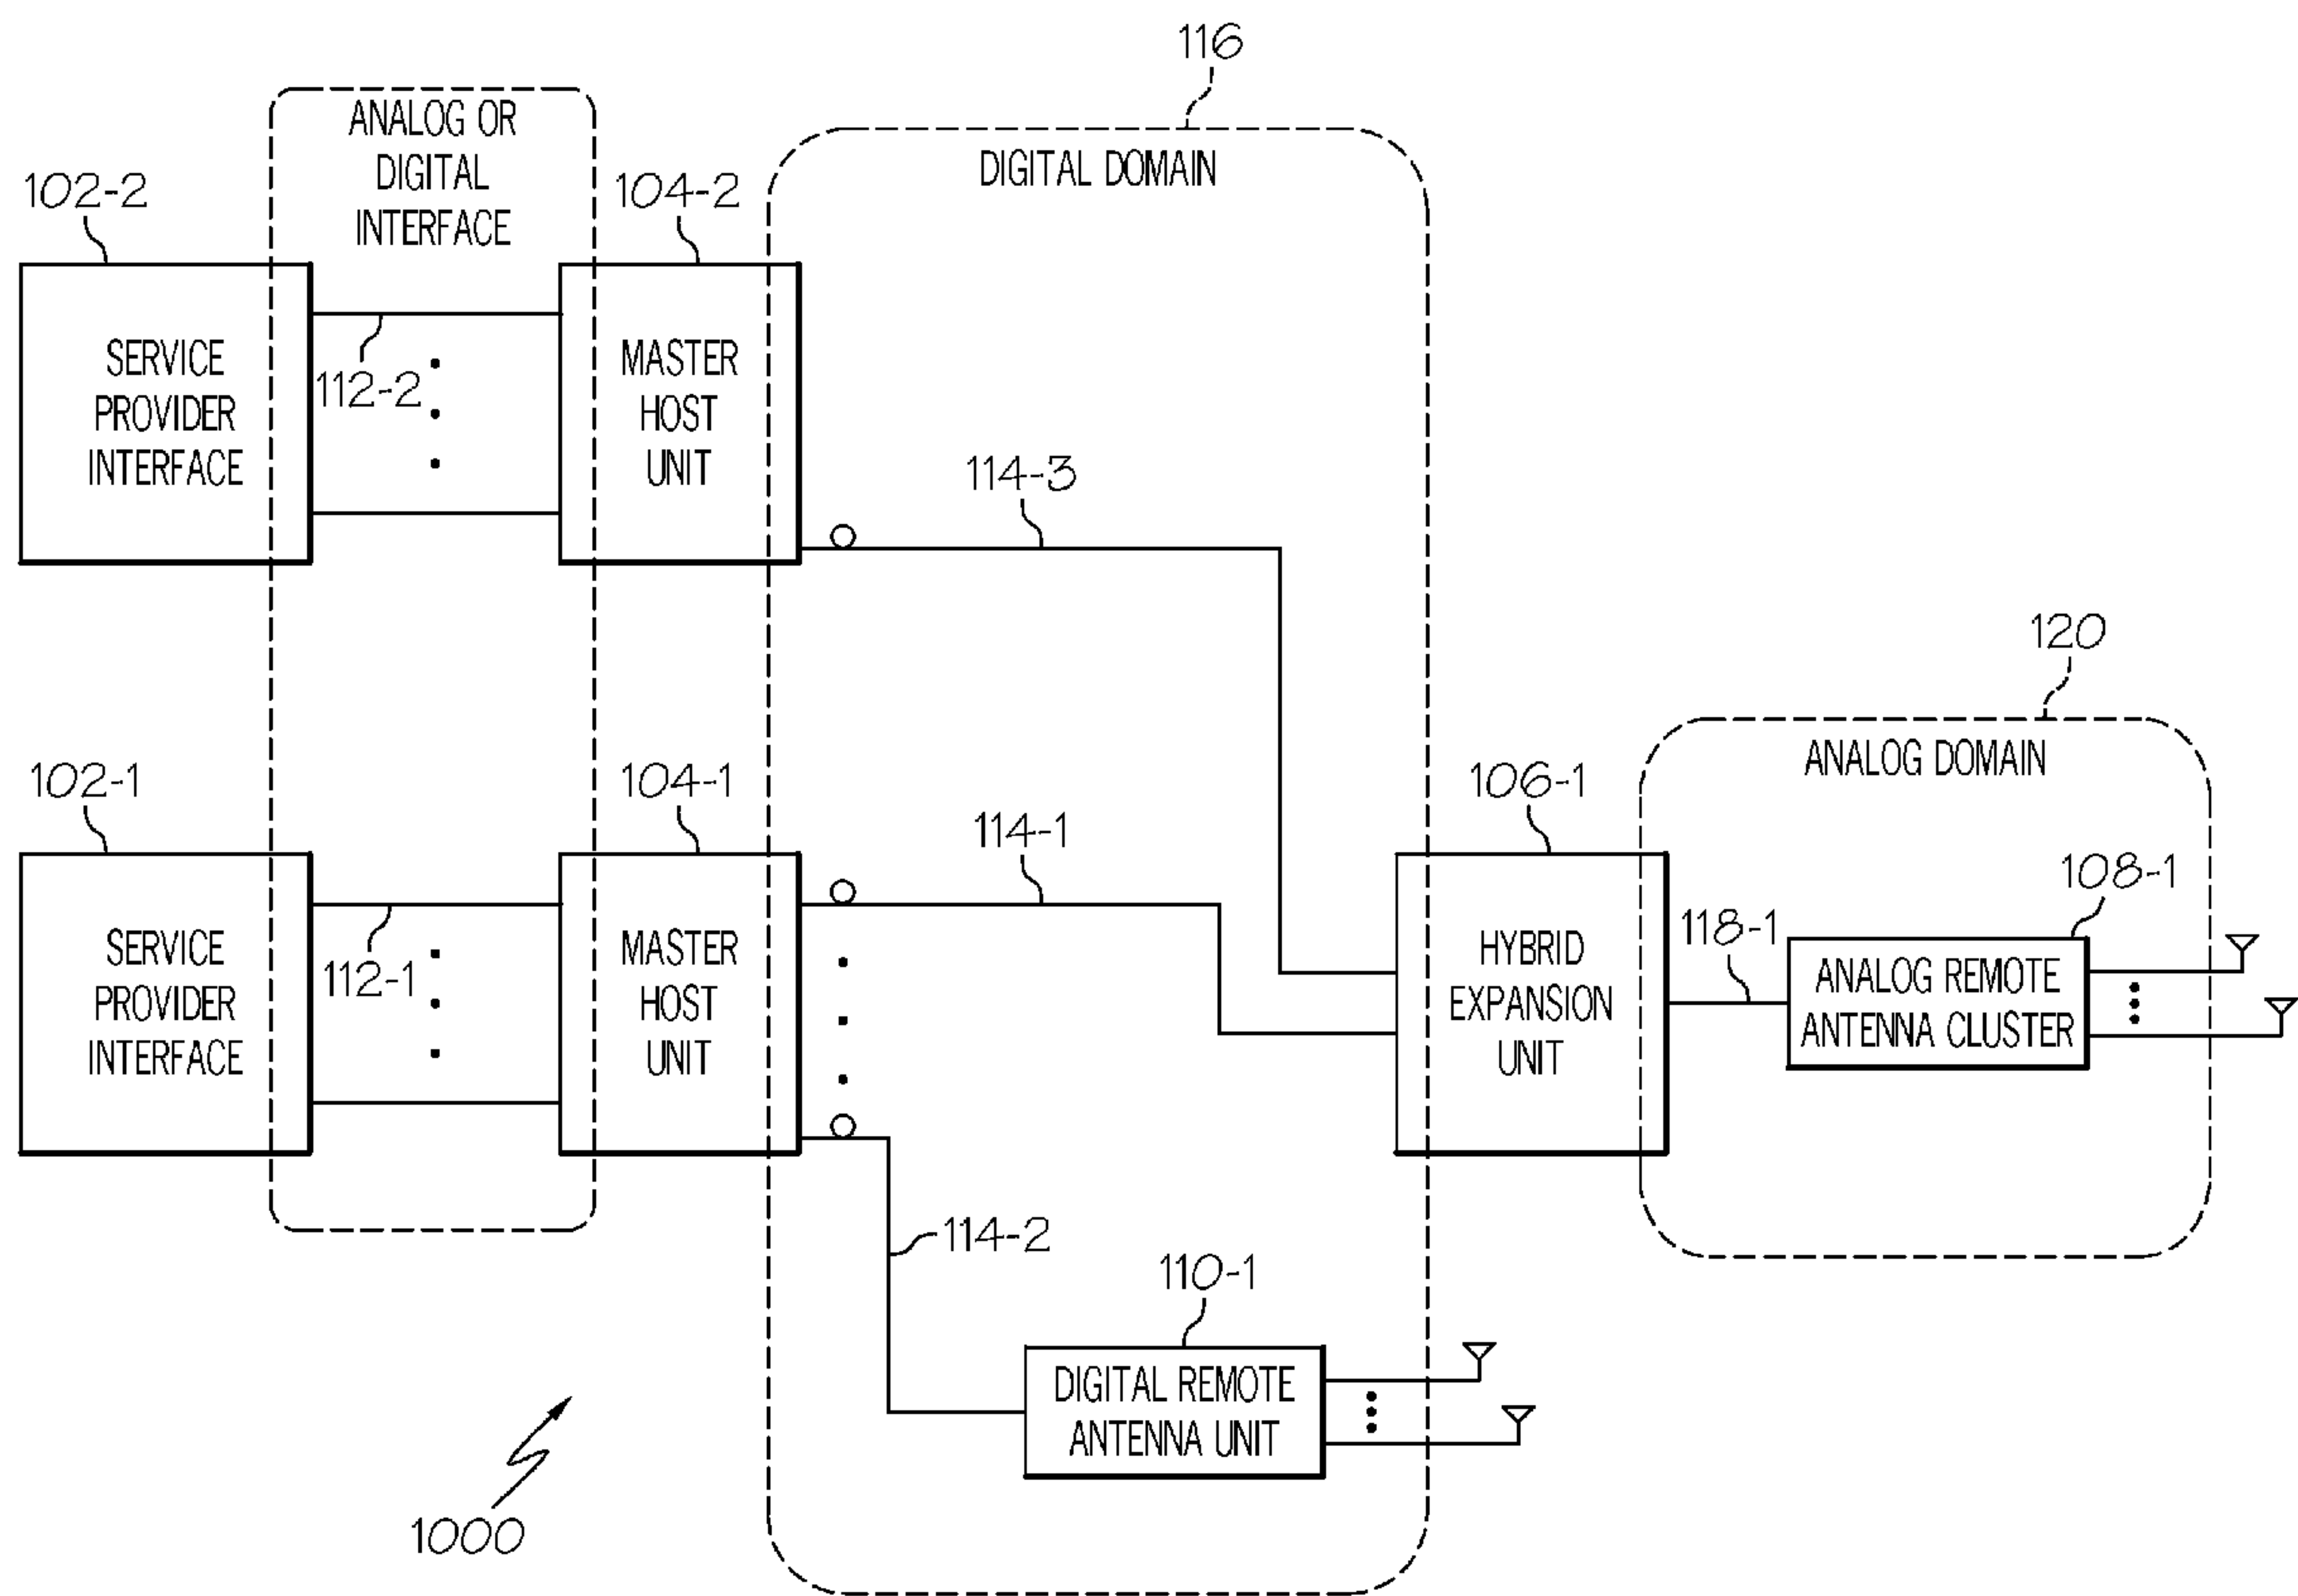 116
ANALOG OR
DIGITAL
INTERFACE
DIGITAL DOMAIN
102-2
104-2
SERVICE
PROVIDER
INTERFACE
112-2
MASTER
HOST
UNIT
114-3
120
ANALOG DOMAIN
102-1
104-1
114-1
106-1
108-1
SERVICE
PROVIDER
INTERFACE
112-1
MASTER
HOST
UNIT
HYBRID
EXPANSION
UNIT
118-1
ANALOG REMOTE
ANTENNA CLUSTER
114-2
110-1
DIGITAL REMOTE
ANTENNA UNIT
1000